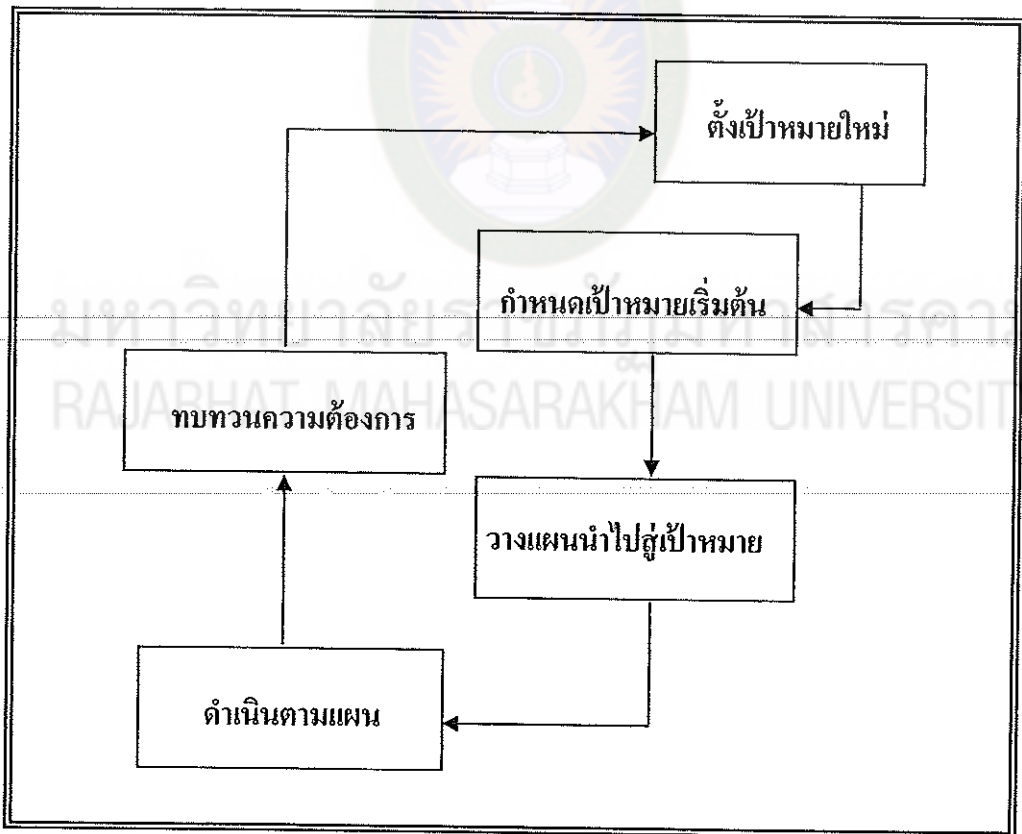 ตั้งเป้าหมายใหม่
กำหนดเป้าหมายเริ่มต้น
มหาวิทยาลัยราชภัฏมหาสารคาม
RAJABHAT MAHASARAKHAM UNIVERSIT
ทบทวนความต้องการ
วางแผนนำไปสู่เป้าหมาย
ดำเนินตามแผน